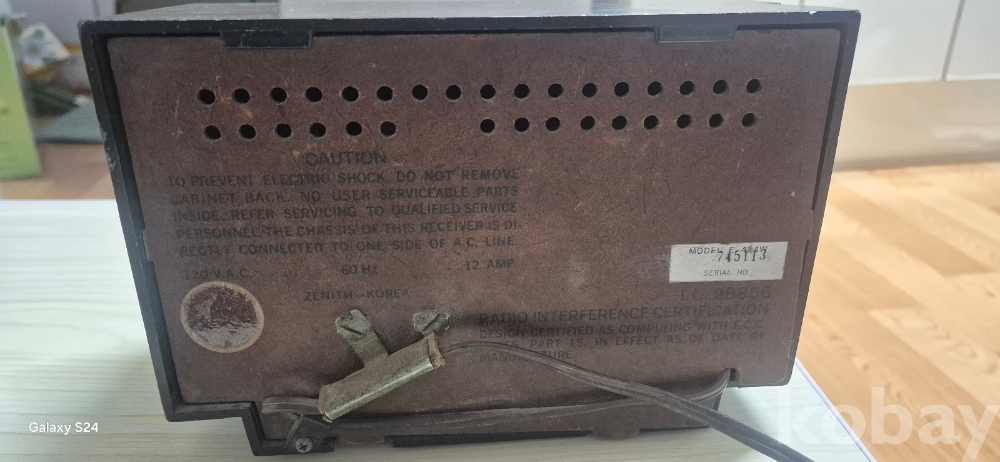 CAUTION
TO PREVENT ELECTRIC SHOCK, DO NOT REMOVE
CABINET BACK. NO USER SERVICEABLE PARTS
INSIDE. REFER SERVICING TO QUALIFIED SERVICE
PERSONNEL. THE CHASSIS OF THIS RECEIVER IS DI-
RECTLY CONNECTED TO ONE SIDE OF A.C. LINE
120 V.A.C. 60 Hz .12 AMP
ZENITH-KOREA
MODEL
745113
SERIAL NO.
LL 26856
RADIO INTERFERENCE CERTIFICATION
DESIGN CERTIFIED AS COMPLYING WITH F.C.C.
PART 15, IN EFFECT AS OF DATE OF
Galaxy S24
kobay